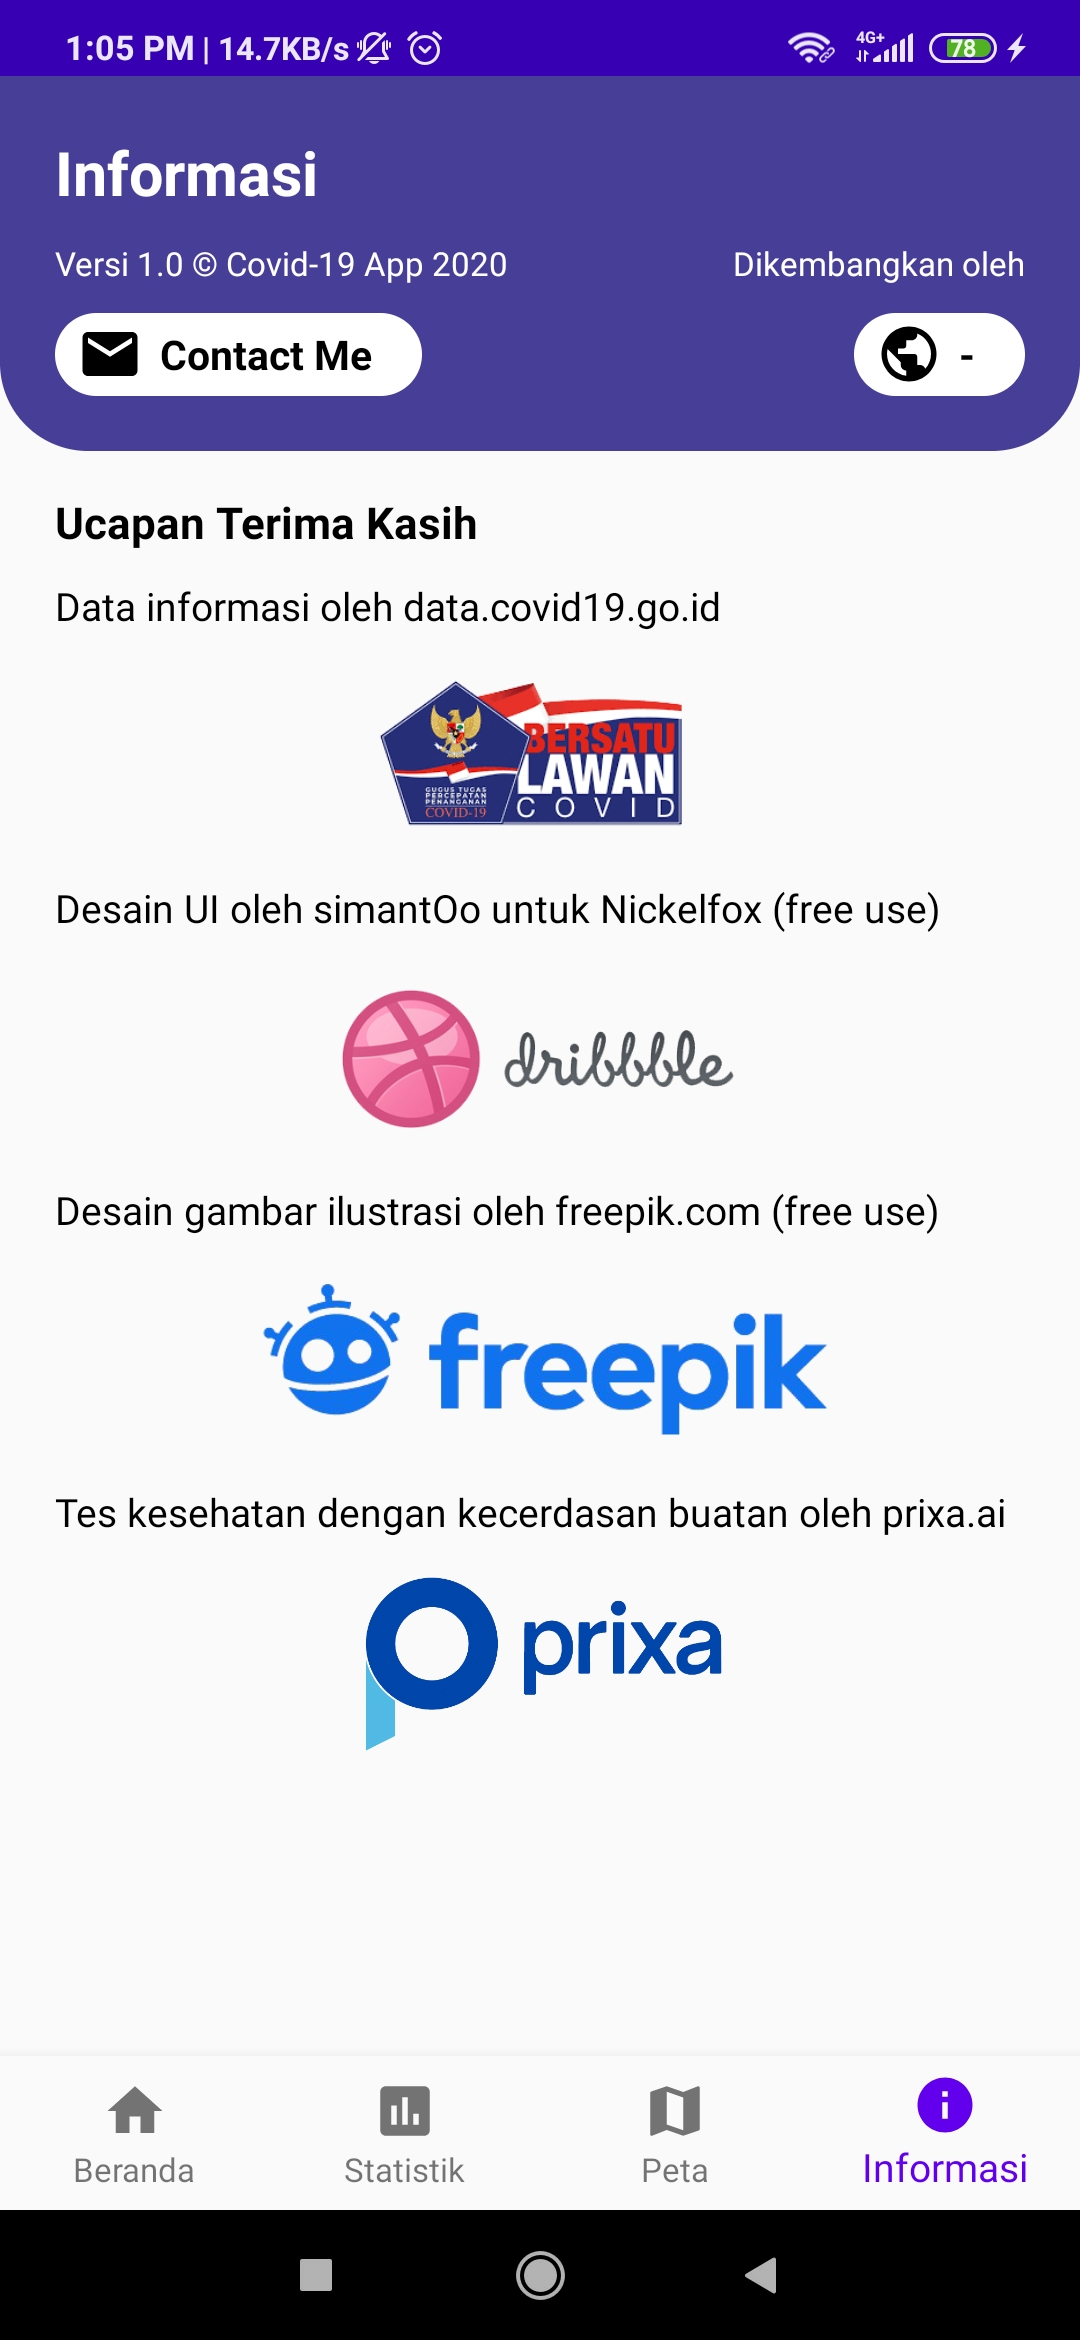 1:05 PM | 14.7KB/s
4G+
78
Informasi
Versi 1.0 © Covid-19 App 2020
Dikembangkan oleh
Contact Me
-
Ucapan Terima Kasih
Data informasi oleh data.covid19.go.id
BERSATU
LAWAN
COVID
GUGUS TUGAS
PERCEPATAN
PENANGANAN
COVID-19
Desain UI oleh simantOo untuk Nickelfox (free use)
dribbble
Desain gambar ilustrasi oleh freepik.com (free use)
freepik
Tes kesehatan dengan kecerdasan buatan oleh prixa.ai
prixa
Beranda
Statistik
Peta
Informasi